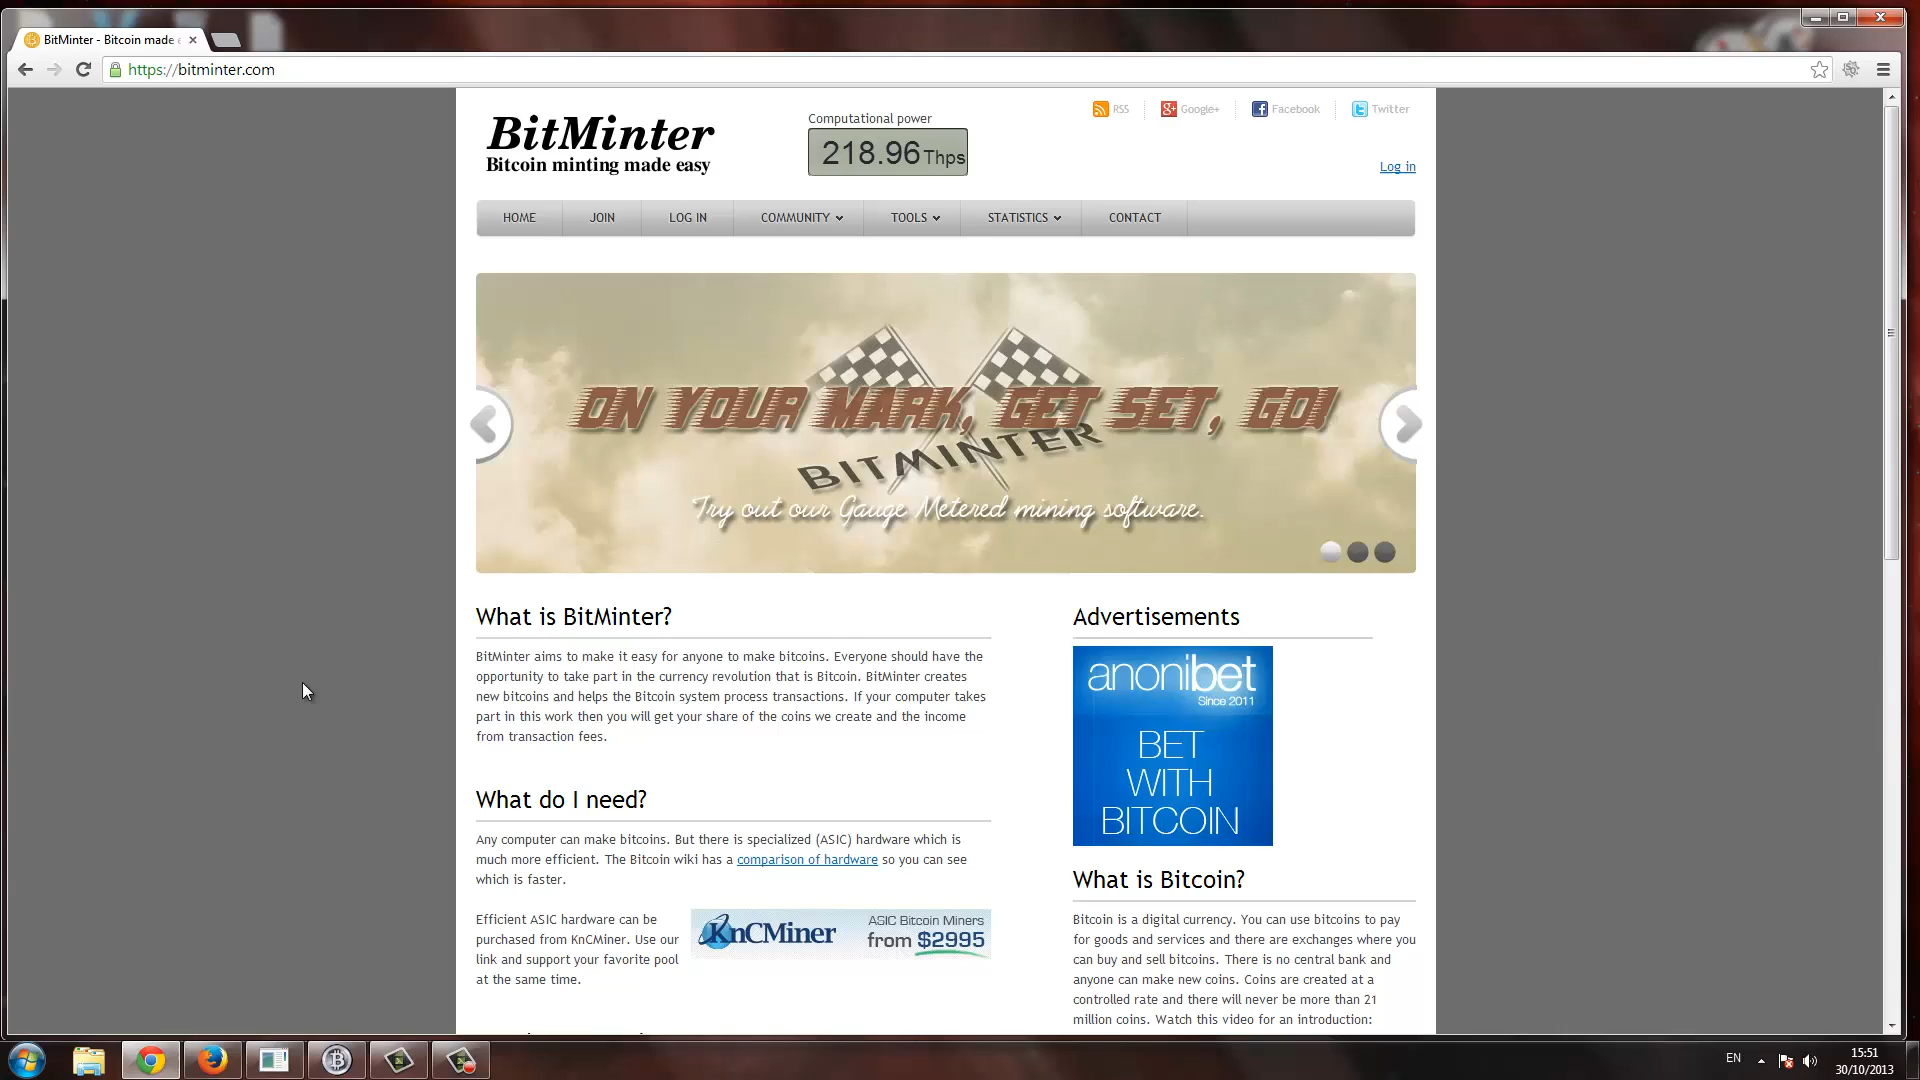 BitMinter - Bitcoin made e
https://bitminter.com
RSS
Google+
Facebook
Twitter
BitMinter
Bitcoin minting made easy
Computational power
218.96 Thps
Log in
HOME
JOIN
LOG IN
COMMUNITY
TOOLS
STATISTICS
CONTACT
ON YOUR MARK, GET SET, GO!
BITMINTER
Try out our Gauge Metered mining software.
What is BitMinter?
BitMinter aims to make it easy for anyone to make bitcoins. Everyone should have the
opportunity to take part in the currency revolution that is Bitcoin. BitMinter creates
new bitcoins and helps the Bitcoin system process transactions. If your computer takes
part in this work then you will get your share of the coins we create and the income
from transaction fees.
What do I need?
Any computer can make bitcoins. But there is specialized (ASIC) hardware which is
much more efficient. The Bitcoin wiki has a comparison of hardware so you can see
which is faster.
Efficient ASIC hardware can be
purchased from KnCMiner. Use our
link and support your favorite pool
at the same time.
KnCMiner
ASIC Bitcoin Miners
from $2995
Advertisements
anonibet
Since 2011
BET
WITH
BITCOIN
What is Bitcoin?
Bitcoin is a digital currency. You can use bitcoins to pay
for goods and services and there are exchanges where you
can buy and sell bitcoins. There is no central bank and
anyone can make new coins. Coins are created at a
controlled rate and there will never be more than 21
million coins. Watch this video for an introduction:
EN
15:51
30/10/2013